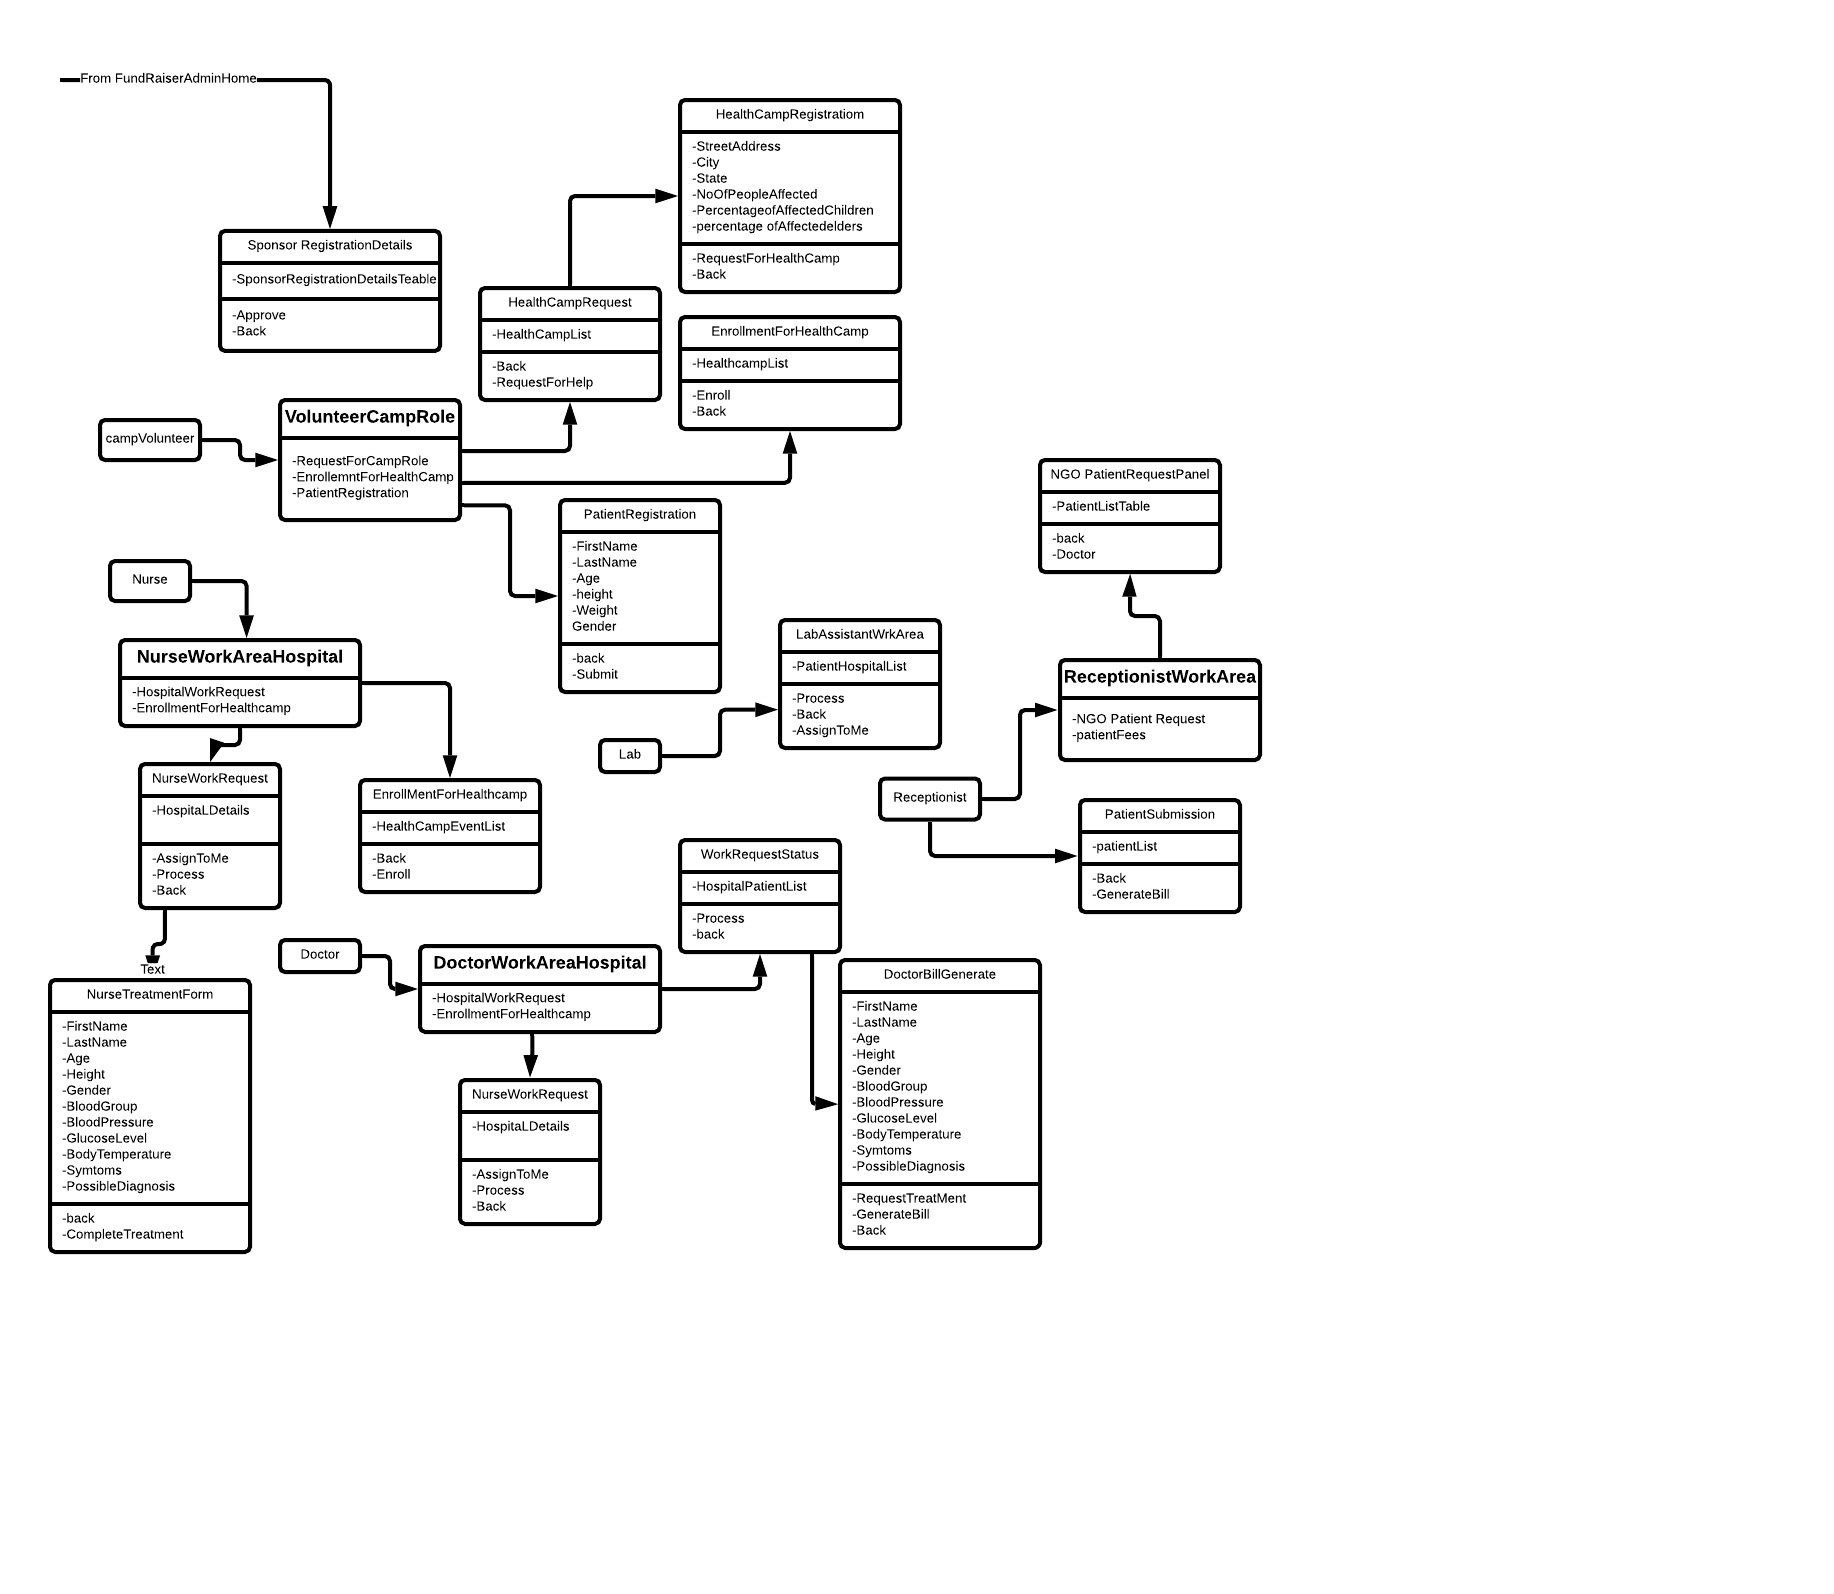 From FundRaiserAdminHome
Sponsor RegistrationDetails
-SponsorRegistrationDetailsTeable
-Approve
-Back
HealthCampRegistratiom
-StreetAddress
-City
-State
-NoOfPeopleAffected
-PercentageofAffectedChildren
-percentage ofAffectedelders
-RequestForHealthCamp
-Back
HealthCampRequest
-HealthCampList
-Back
-RequestForHelp
EnrollmentForHealthCamp
-HealthcampList
-Enroll
-Back
campVolunteer
VolunteerCampRole
-RequestForCampRole
-EnrollemntForHealthCamp
-PatientRegistration
PatientRegistration
-FirstName
-LastName
-Age
-height
-Weight
Gender
-back
-Submit
NGO PatientRequestPanel
-PatientListTable
-back
-Doctor
Nurse
NurseWorkAreaHospital
-HospitalWorkRequest
-EnrollmentForHealthcamp
LabAssistantWrkArea
-PatientHospitalList
-Process
-Back
-AssignToMe
Lab
ReceptionistWorkArea
-NGO Patient Request
-patientFees
Receptionist
PatientSubmission
-patientList
-Back
-GenerateBill
NurseWorkRequest
-HospitaLDetails
-AssignToMe
-Process
-Back
EnrollMentForHealthcamp
-HealthCampEventList
-Back
-Enroll
WorkRequestStatus
-HospitalPatientList
-Process
-back
Doctor
DoctorWorkAreaHospital
-HospitalWorkRequest
-EnrollmentForHealthcamp
Text
NurseTreatmentForm
-FirstName
-LastName
-Age
-Height
-Gender
-BloodGroup
-BloodPressure
-GlucoseLevel
-BodyTemperature
-Symtoms
-PossibleDiagnosis
-back
-CompleteTreatment
NurseWorkRequest
-HospitaLDetails
-AssignToMe
-Process
-Back
DoctorBillGenerate
-FirstName
-LastName
-Age
-Height
-Gender
-BloodGroup
-BloodPressure
-GlucoseLevel
-BodyTemperature
-Symtoms
-PossibleDiagnosis
-RequestTreatMent
-GenerateBill
-Back